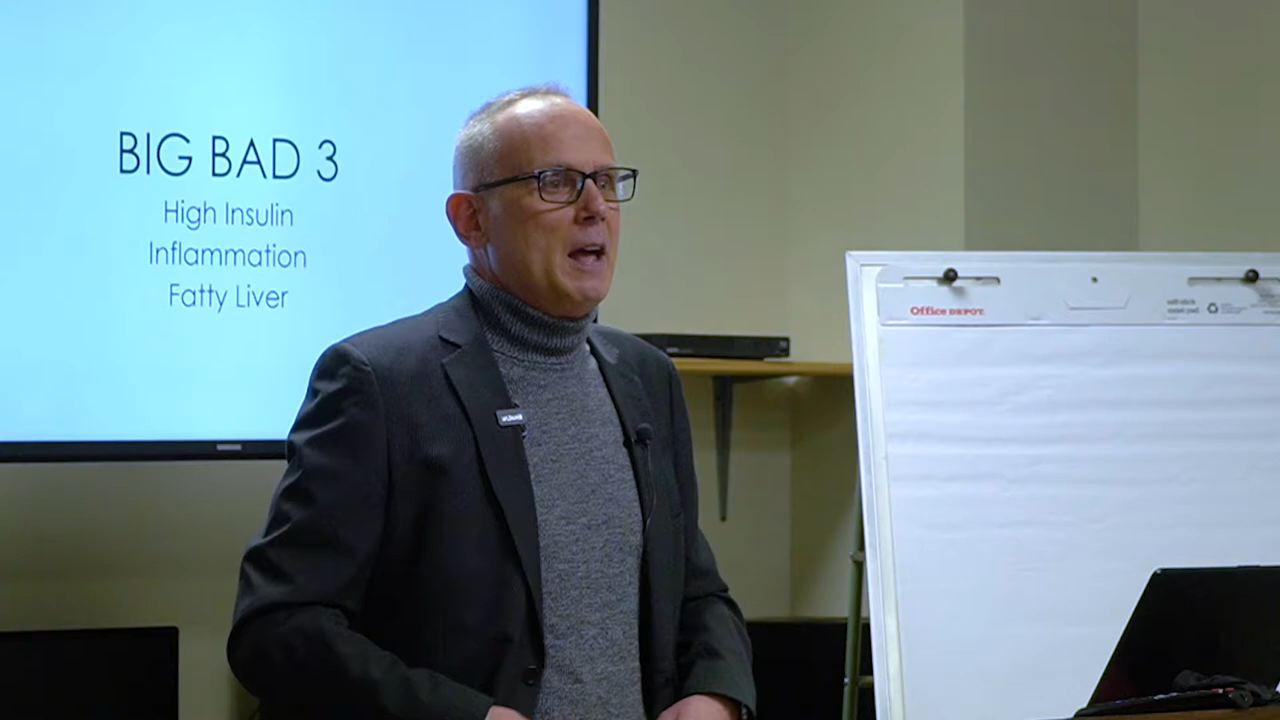 BIG BAD 3
High Insulin
Inflammation
Fatty Liver
Office DEPOT